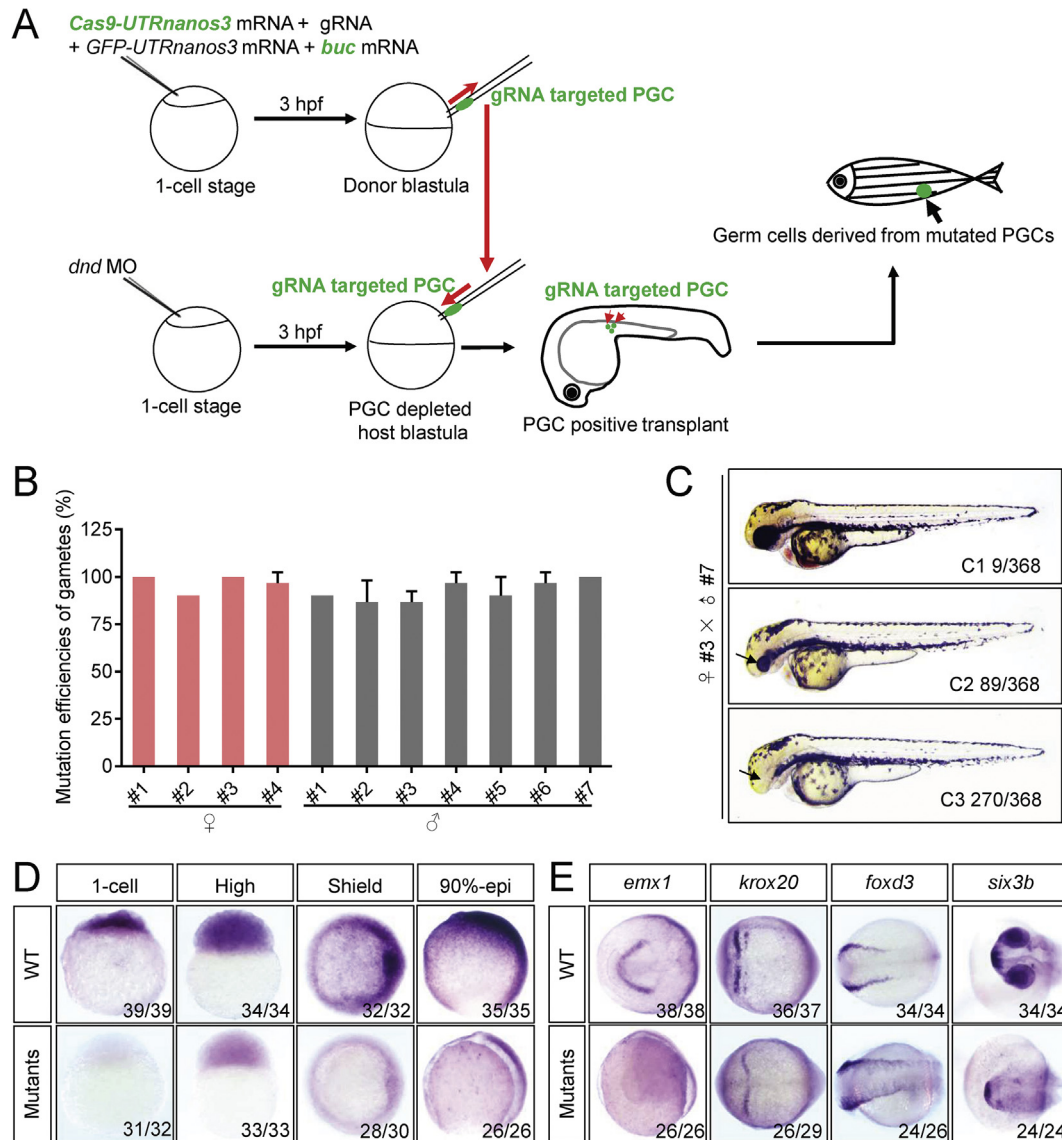 A
Cas9-UTRnanos3 mRNA + gRNA
+ GFP-UTRnanos3 mRNA + buc mRNA
3 hpf
gRNA targeted PGC
1-cell stage
Donor blastula
Germ cells derived from mutated PGCs
dnd MO
gRNA targeted PGC
gRNA targeted PGC
3 hpf
1-cell stage
PGC depleted
host blastula
PGC positive transplant
B
Mutation efficiencies of gametes (%)
125
100
75
50
25
0
#1 #2 #3 #4 #1 #2 #3 #4 #5 #6 #7
♀ ♂
C
♀ #3 × ♂ #7
C1 9/368
C2 89/368
C3 270/368
D
1-cell High Shield 90%-epi
WT
39/39 34/34 32/32 35/35
Mutants
31/32 33/33 28/30 26/26
E
emx1 krox20 foxd3 six3b
WT
38/38 36/37 34/34 34/34
Mutants
26/26 26/29 24/26 24/24